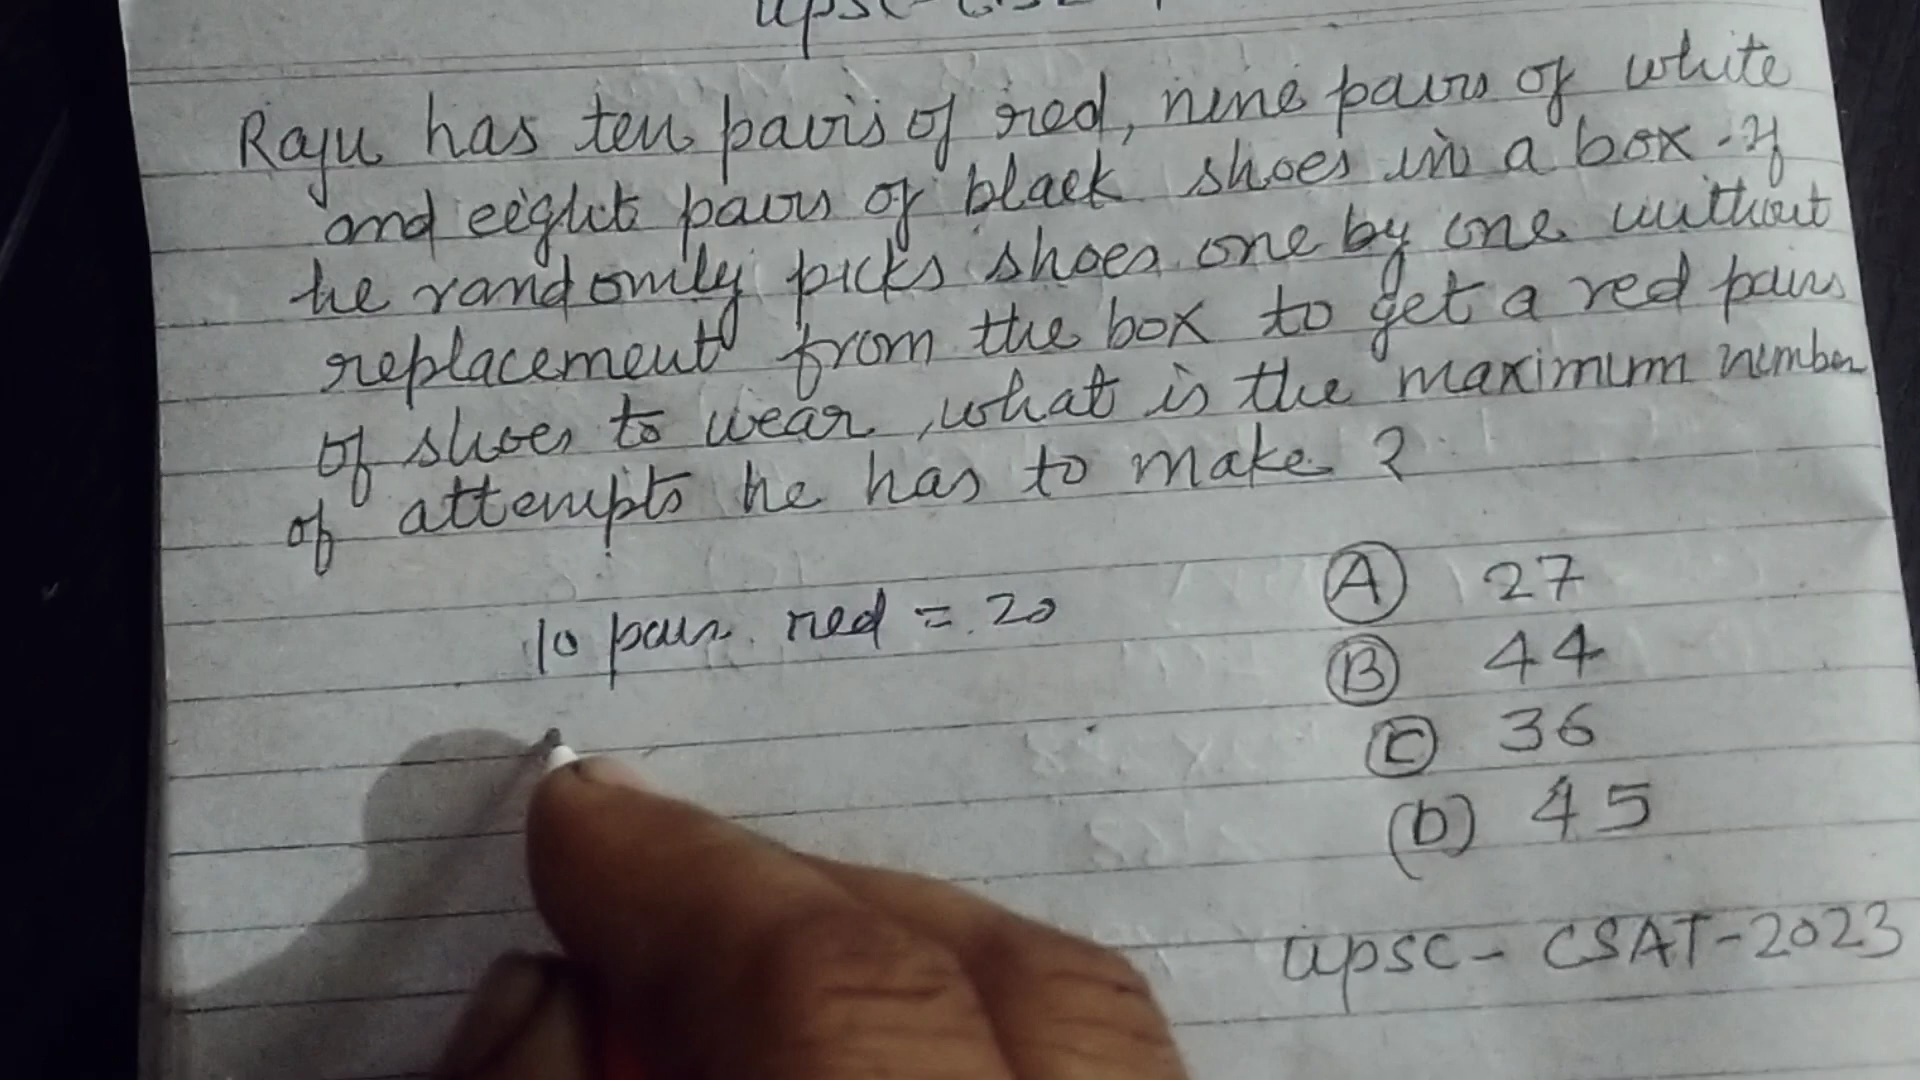 Raju has ten pairs of red, nine pairs of white
and eight pairs of black shoes in a box. If
he randomly picks shoes one by one without
replacement from the box to get a red pairs
of shoes to wear, what is the maximum number
of attempts he has to make ?
10 pair red = 20
(A) 27
(B) 44
(C) 36
(D) 45
upsc - CSAT - 2023